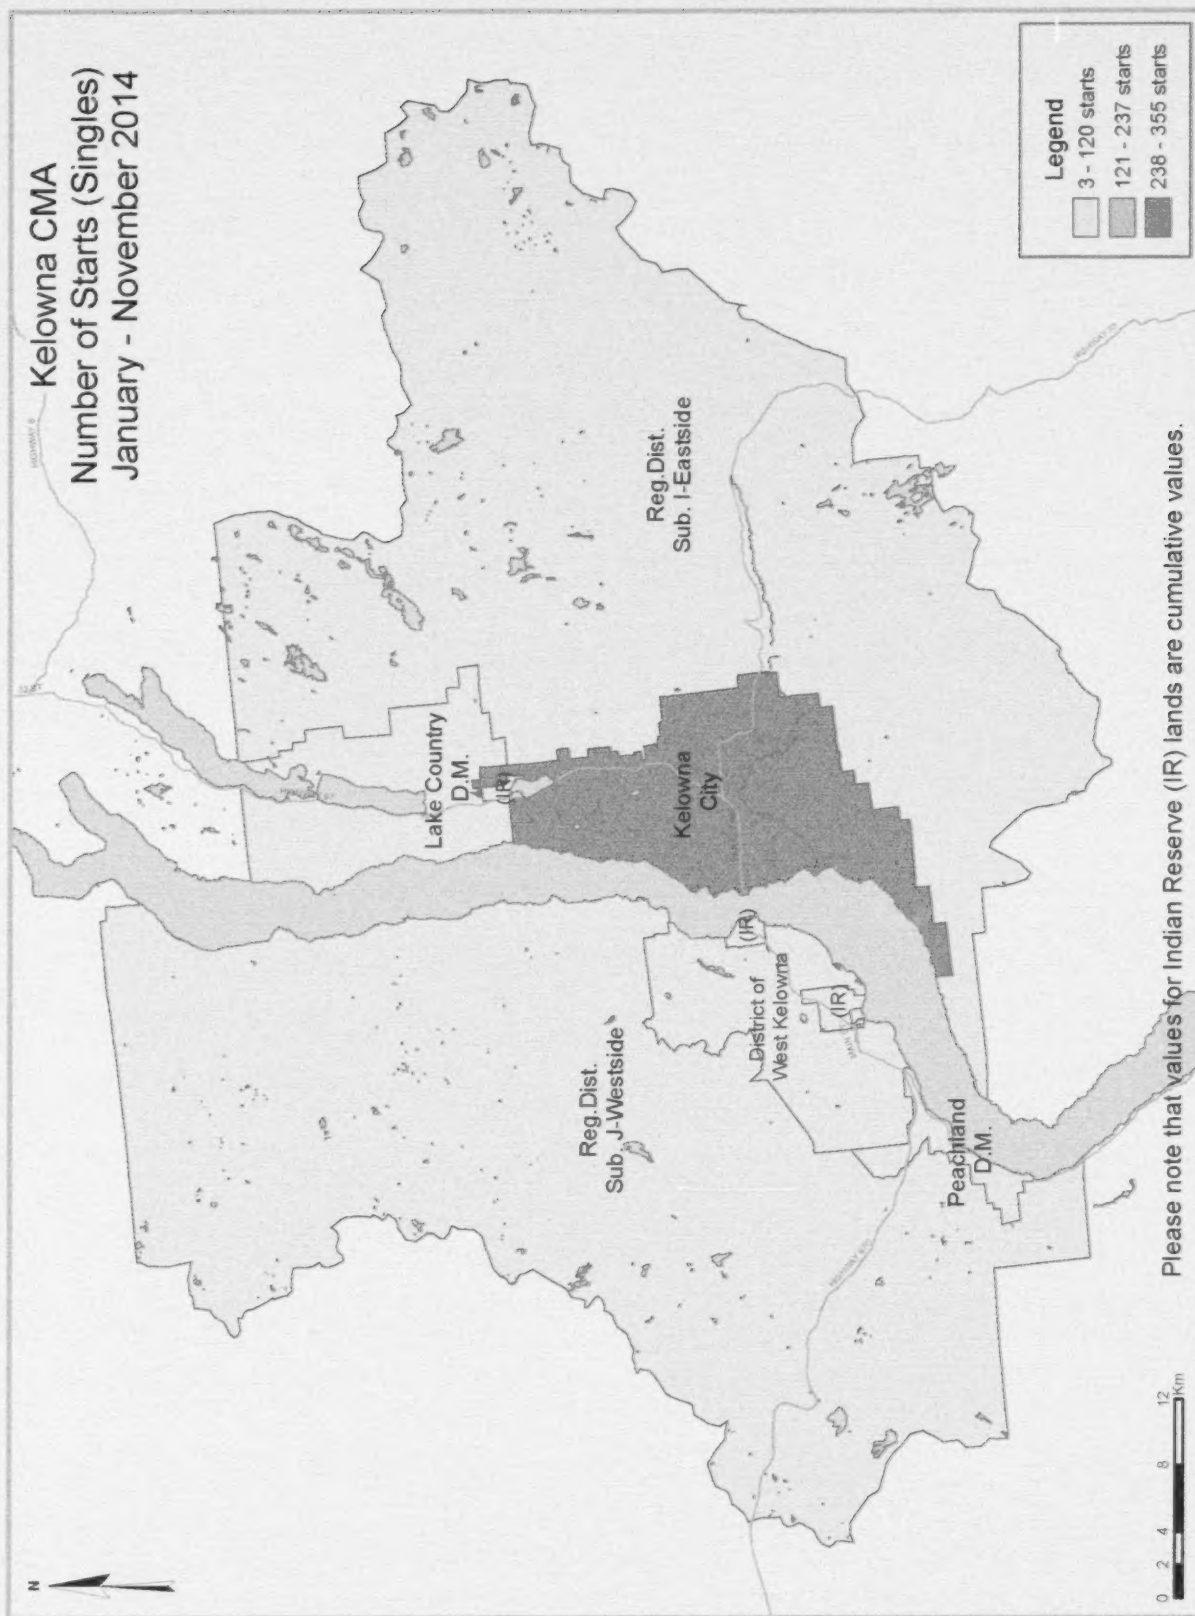 Kelowna CMA
Number of Starts (Singles)
January - November 2014
N
HIGHWAY 6
Lake Country
D.M.
(IR)
Reg.Dist.
Sub. I-Eastside
Kelowna
City
Reg.Dist.
Sub. J-Westside
(IR)
District of
West Kelowna
(IR)
Peachland
D.M.
Legend
3 - 120 starts
121 - 237 starts
238 - 355 starts
0 2 4 8 12
Km
Please note that values for Indian Reserve (IR) lands are cumulative values.